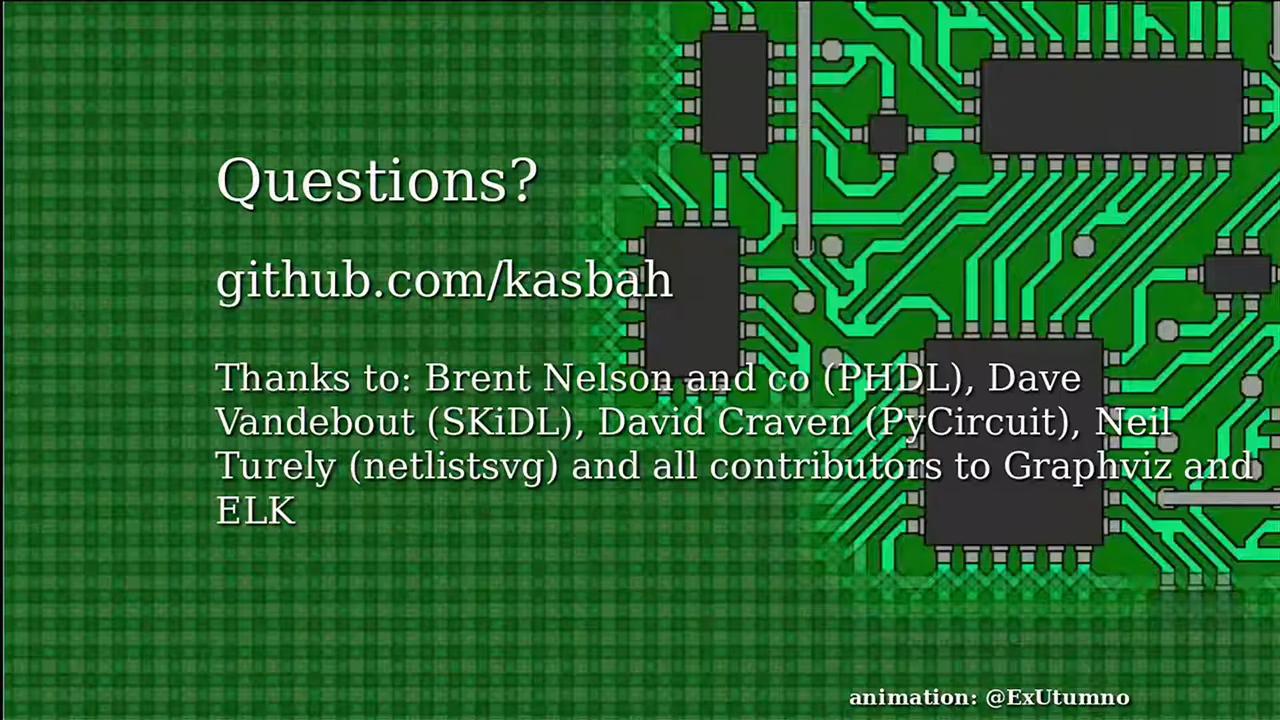 Questions?
github.com/kasbah
Thanks to: Brent Nelson and co (PHDL), Dave
Vandebout (SKiDL), David Craven (PyCircuit), Neil
Turely (netlistsvg) and all contributors to Graphviz and
ELK
animation: @ExUtumno